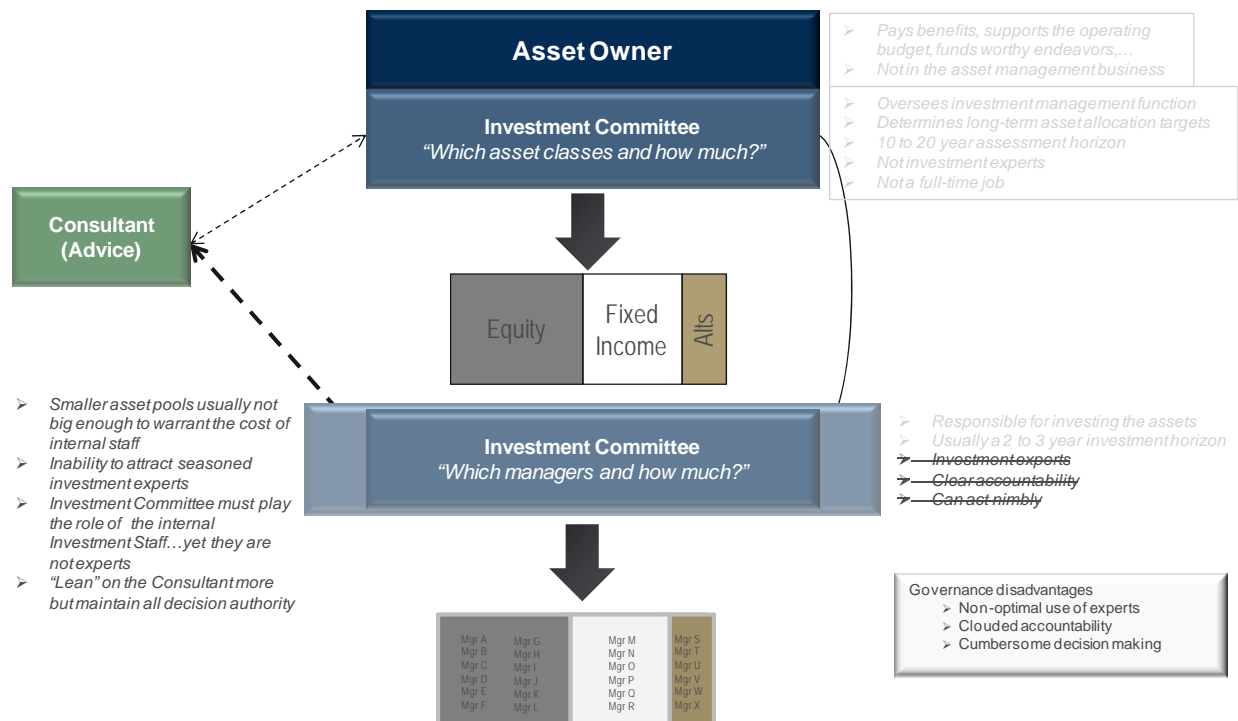 Asset Owner
Investment Committee
“Which asset classes and how much?”
➢ Pays benefits, supports the operating
budget, funds worthy endeavors,…
➢ Not in the asset management business
➢ Oversees investment management function
➢ Determines long-term asset allocation targets
➢ 10 to 20 year assessment horizon
➢ Not investment experts
➢ Not a full-time job
Consultant
(Advice)
Equity
Fixed
Income
Alts
➢ Smaller asset pools usually not
big enough to warrant the cost of
internal staff
➢ Inability to attract seasoned
investment experts
➢ Investment Committee must play
the role of the internal
Investment Staff…yet they are
not experts
➢ “Lean” on the Consultant more
but maintain all decision authority
Investment Committee
“Which managers and how much?”
➢ Responsible for investing the assets
➢ Usually a 2 to 3 year investment horizon
➢ Investment experts
➢ Clear accountability
➢ Can act nimbly
Governance disadvantages
➢ Non-optimal use of experts
➢ Clouded accountability
➢ Cumbersome decision making
Mgr A
Mgr B
Mgr C
Mgr D
Mgr E
Mgr F
Mgr G
Mgr H
Mgr I
Mgr J
Mgr K
Mgr L
Mgr M
Mgr N
Mgr O
Mgr P
Mgr Q
Mgr R
Mgr S
Mgr T
Mgr U
Mgr V
Mgr W
Mgr X